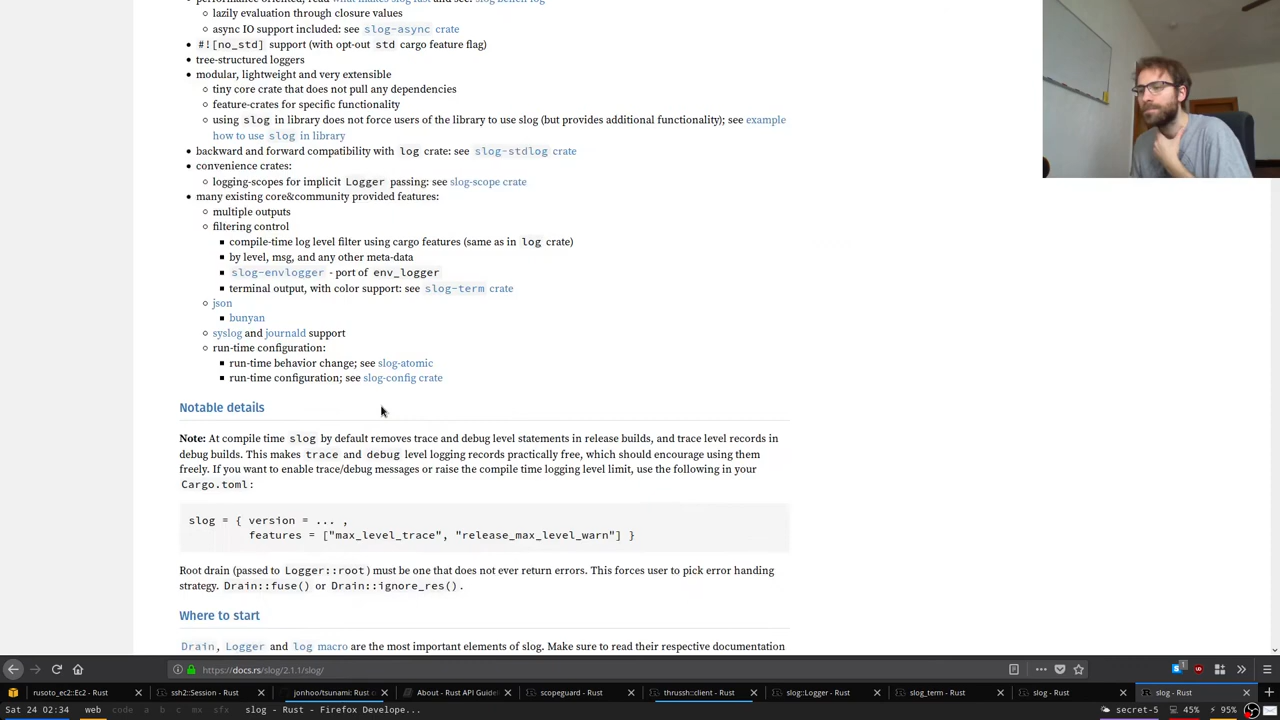 performance oriented; read what makes slog fast and see: slog bench log
lazily evaluation through closure values
async IO support included: see slog-async crate
#![no_std] support (with opt-out std cargo feature flag)
tree-structured loggers
modular, lightweight and very extensible
tiny core crate that does not pull any dependencies
feature-crates for specific functionality
using slog in library does not force users of the library to use slog (but provides additional functionality); see example
how to use slog in library
backward and forward compatibility with log crate: see slog-stdlog crate
convenience crates:
logging-scopes for implicit Logger passing: see slog-scope crate
many existing core&community provided features:
multiple outputs
filtering control
compile-time log level filter using cargo features (same as in log crate)
by level, msg, and any other meta-data
slog-envlogger - port of env_logger
terminal output, with color support: see slog-term crate
json
bunyan
syslog and journald support
run-time configuration:
run-time behavior change; see slog-atomic
run-time configuration; see slog-config crate
Notable details
Note: At compile time slog by default removes trace and debug level statements in release builds, and trace level records in
debug builds. This makes trace and debug level logging records practically free, which should encourage using them
freely. If you want to enable trace/debug messages or raise the compile time logging level limit, use the following in your
Cargo.toml:
slog = { version = ... ,
features = ["max_level_trace", "release_max_level_warn"] }
Root drain (passed to Logger::root) must be one that does not ever return errors. This forces user to pick error handing
strategy. Drain::fuse() or Drain::ignore_res().
Where to start
Drain, Logger and log macro are the most important elements of slog. Make sure to read their respective documentation
https://docs.rs/slog/2.1.1/slog/
1
rusoto_ec2::Ec2 - Rust
ssh2::Session - Rust
jonhoo/tsunami: Rust c
About - Rust API Guidel
scopeguard - Rust
thrussh::client - Rust
slog::Logger - Rust
slog_term - Rust
slog - Rust
slog - Rust
Sat 24 02:34 web code a b c mx sfx slog - Rust - Firefox Develope... secret-5 45% 95%